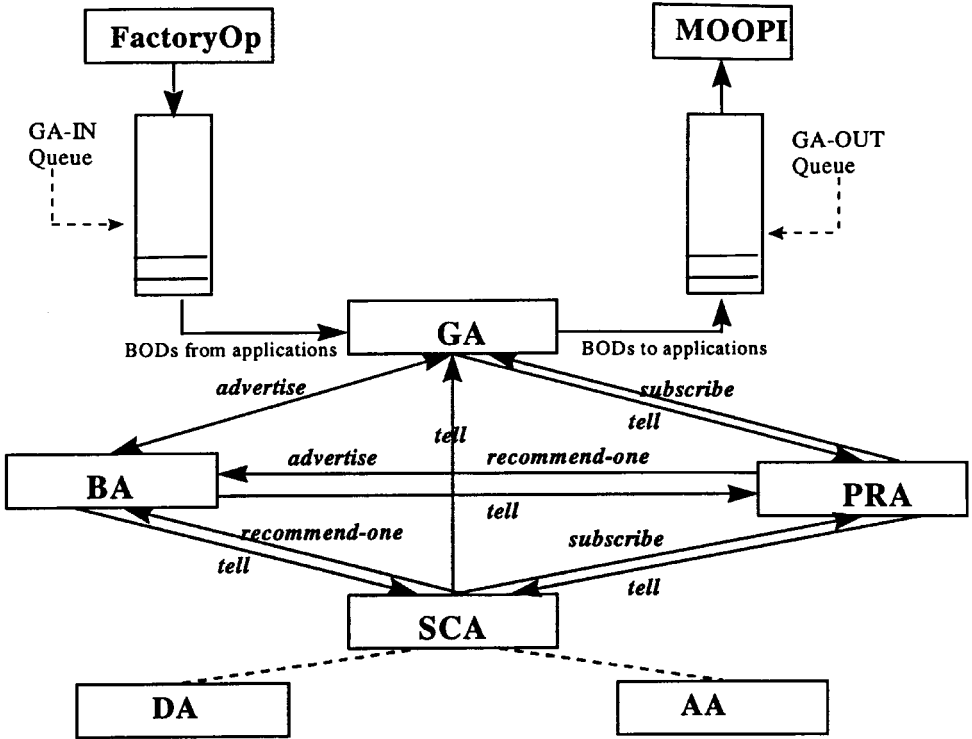 FactoryOp
MOOPI
GA-IN
Queue
GA-OUT
Queue
GA
BODs from applications
BODs to applications
advertise
subscribe
tell
tell
advertise
recommend-one
BA
PRA
tell
recommend-one
subscribe
tell
tell
SCA
DA
AA